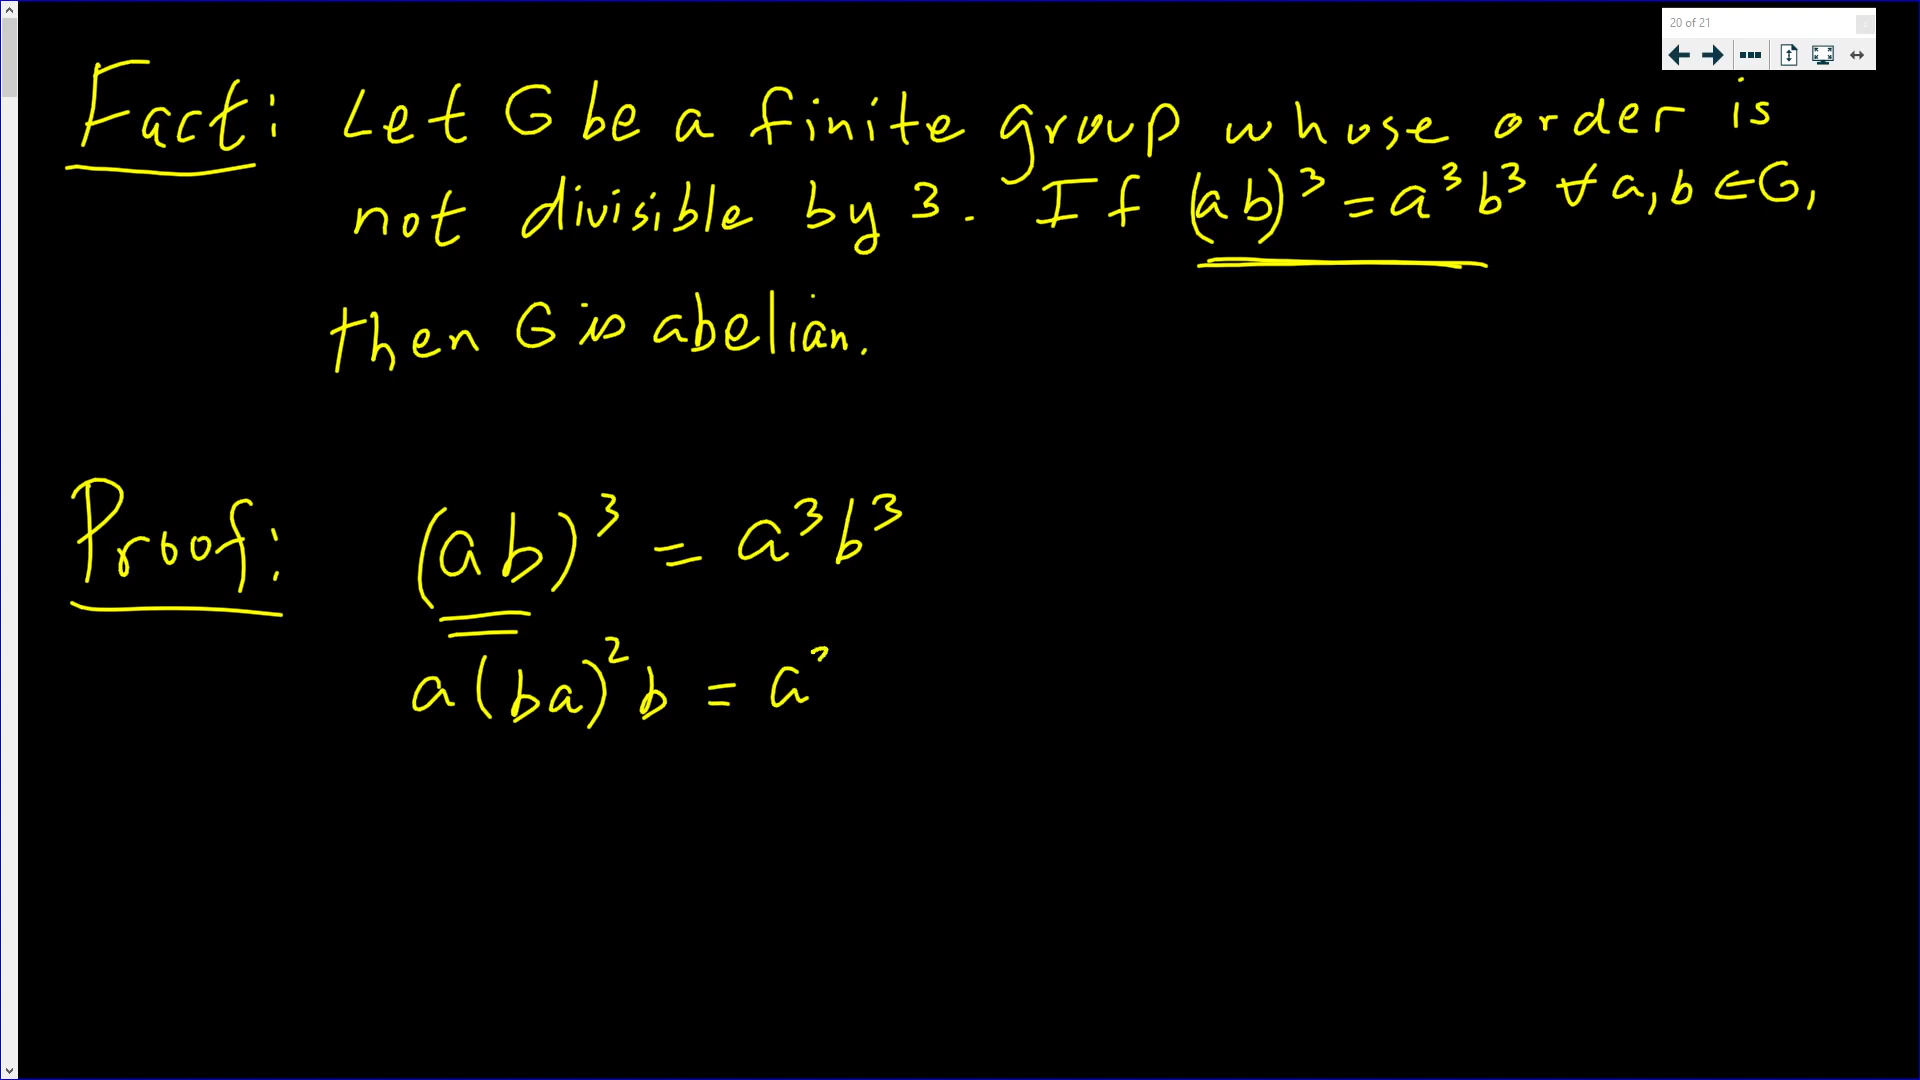 20 of 21
Fact: Let G be a finite group whose order is
not divisible by 3. If (ab)³ = a³b³ ∀ a, b ∈ G,
then G is abelian.
Proof: (ab)³ = a³b³
a(ba)²b = a